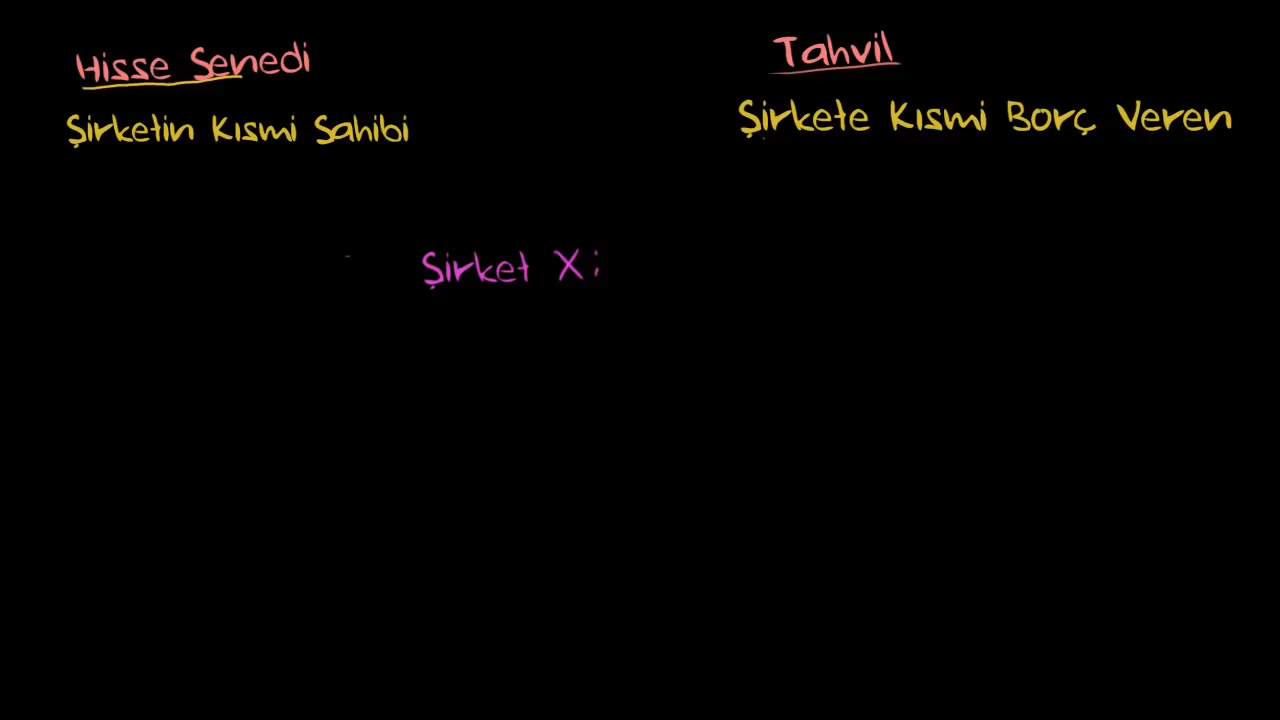 Hisse Senedi
Şirketin Kısmi Sahibi
Tahvil
Şirkete Kısmi Borç Veren
Şirket X: